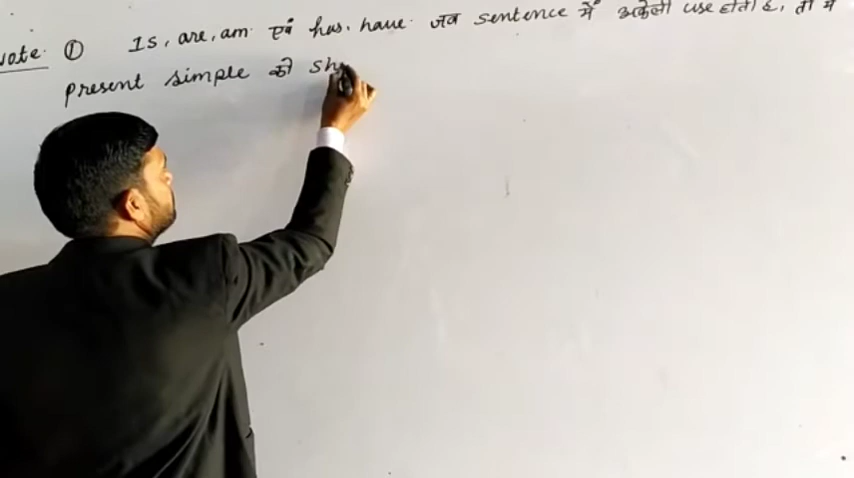 Note: ① Is, are, am एवं has, have जब sentence में अकेली use होता है, तो ये
Present simple को sh